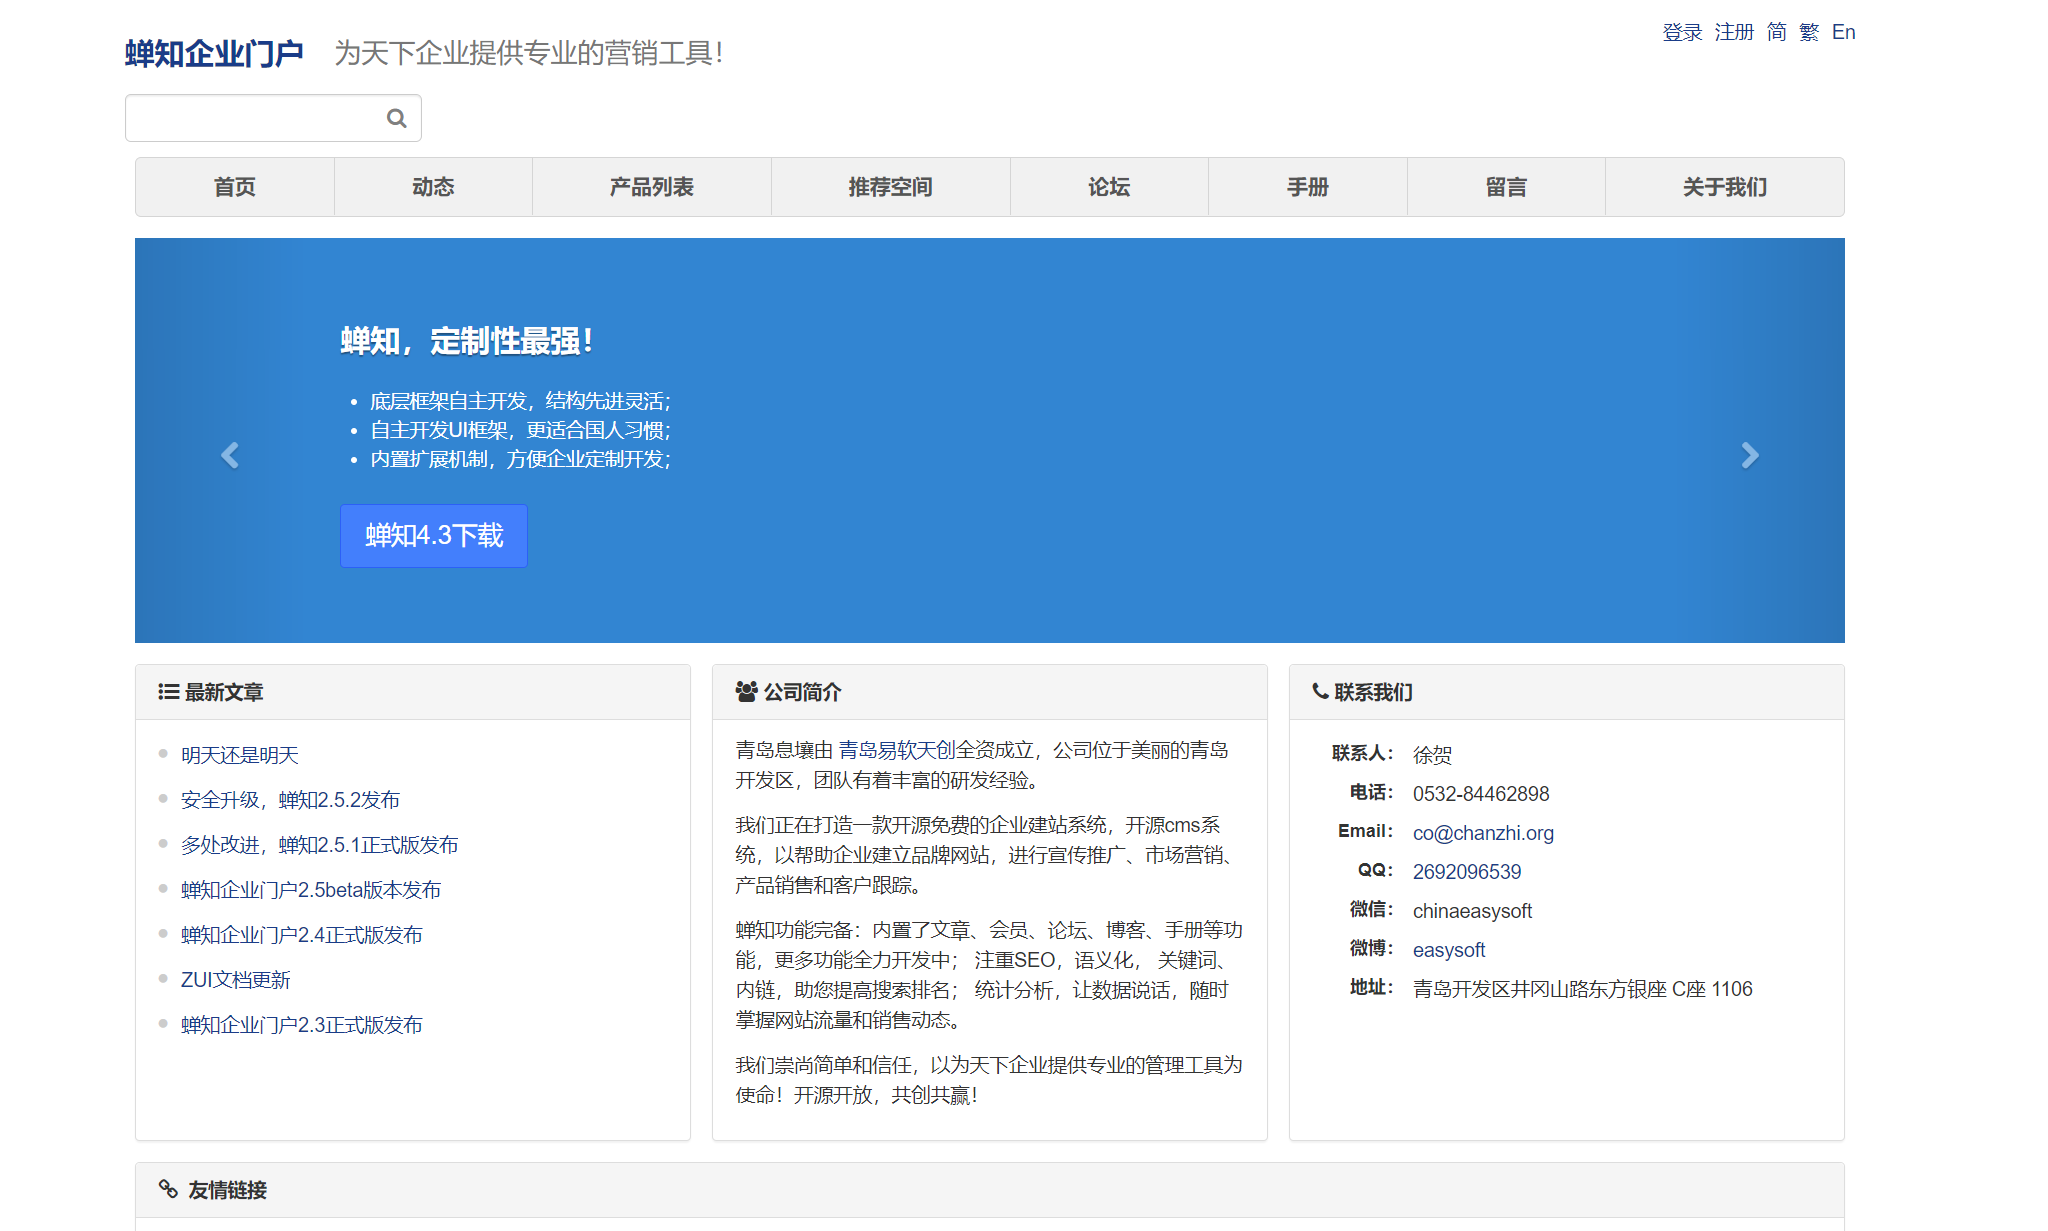 登录 注册 简 繁 En
蝉知企业门户 为天下企业提供专业的营销工具！
首页 动态 产品列表 推荐空间 论坛 手册 留言 关于我们
蝉知，定制性最强！
• 底层框架自主开发，结构先进灵活；
• 自主开发UI框架，更适合国人习惯；
• 内置扩展机制，方便企业定制开发；
蝉知4.3下载
最新文章
明天还是明天
安全升级，蝉知2.5.2发布
多处改进，蝉知2.5.1正式版发布
蝉知企业门户2.5beta版本发布
蝉知企业门户2.4正式版发布
ZUI文档更新
蝉知企业门户2.3正式版发布
公司简介
青岛息壤由 青岛易软天创全资成立，公司位于美丽的青岛
开发区，团队有着丰富的研发经验。
我们正在打造一款开源免费的企业建站系统，开源cms系
统，以帮助企业建立品牌网站，进行宣传推广、市场营销、
产品销售和客户跟踪。
蝉知功能完备：内置了文章、会员、论坛、博客、手册等功
能，更多功能全力开发中； 注重SEO，语义化， 关键词、
内链，助您提高搜索排名； 统计分析，让数据说话，随时
掌握网站流量和销售动态。
我们崇尚简单和信任，以为天下企业提供专业的管理工具为
使命！开源开放，共创共赢！
联系我们
联系人： 徐贺
电话： 0532-84462898
Email： co@chanzhi.org
QQ： 2692096539
微信： chinaeasysoft
微博： easysoft
地址： 青岛开发区井冈山路东方银座 C座 1106
友情链接